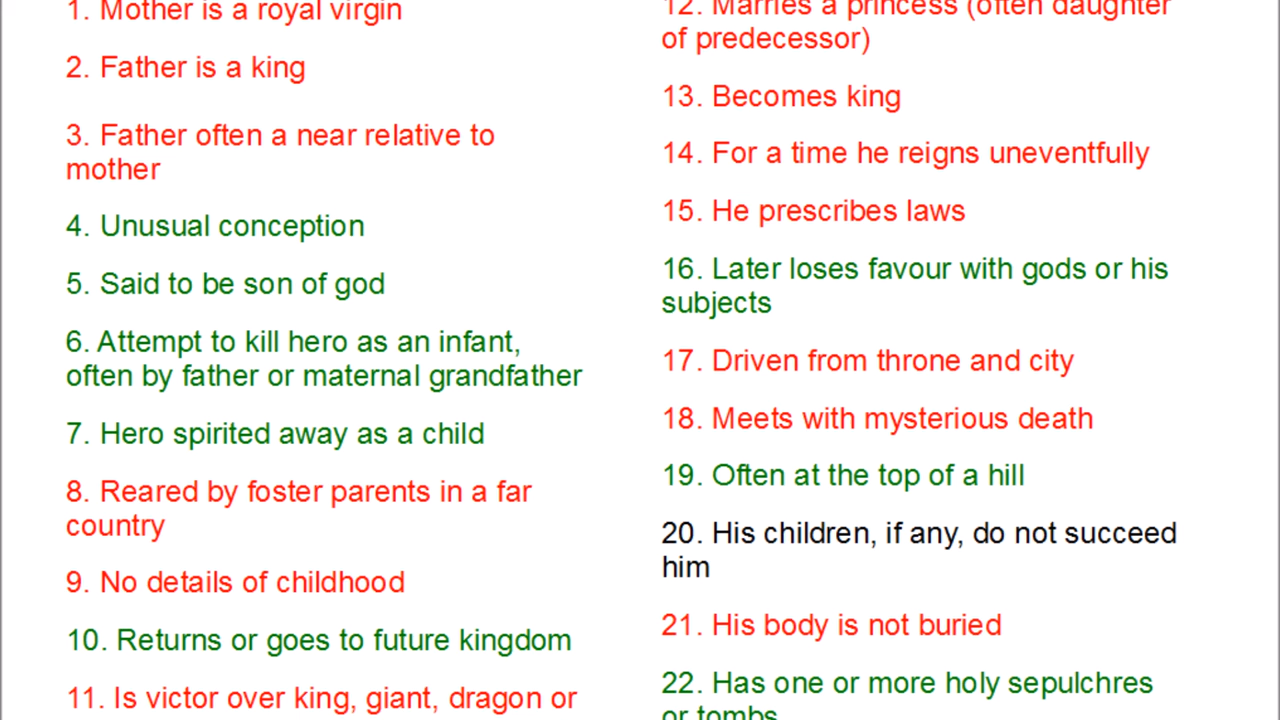 1. Mother is a royal virgin
2. Father is a king
3. Father often a near relative to
mother
4. Unusual conception
5. Said to be son of god
6. Attempt to kill hero as an infant,
often by father or maternal grandfather
7. Hero spirited away as a child
8. Reared by foster parents in a far
country
9. No details of childhood
10. Returns or goes to future kingdom
11. Is victor over king, giant, dragon or
12. Marries a princess (often daughter
of predecessor)
13. Becomes king
14. For a time he reigns uneventfully
15. He prescribes laws
16. Later loses favour with gods or his
subjects
17. Driven from throne and city
18. Meets with mysterious death
19. Often at the top of a hill
20. His children, if any, do not succeed
him
21. His body is not buried
22. Has one or more holy sepulchres
or tombs